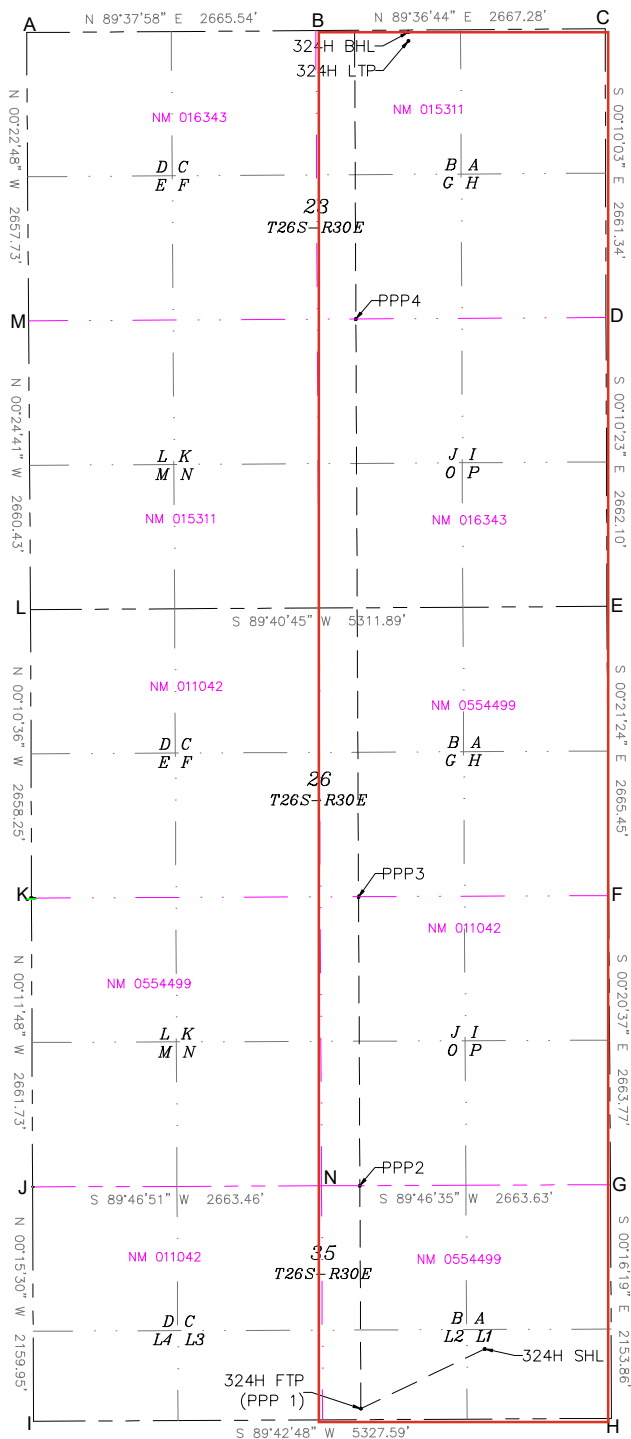 A
N 89°37'58" E 2665.54'
B
N 89°36'44" E 2667.28'
C
324H BHL
324H LTP
N 00°22'48" W 2657.73'
NM 016343
NM 015311
S 00°10'03" E 2661.34'
D C
E F
B A
G H
23
T26S-R30E
M
PPP4
D
N 00°24'41" W 2660.43'
S 00°10'23" E 2662.10'
L K
M N
J I
O P
NM 015311
NM 016343
L
E
S 89°40'45" W 5311.89'
N 00°10'36" W 2658.25'
NM 011042
NM 0554499
S 00°21'24" E 2665.45'
D C
E F
B A
G H
26
T26S-R30E
K
PPP3
F
NM 011042
N 00°11'48" W 2661.73'
NM 0554499
S 00°20'37" E 2663.77'
L K
M N
J I
O P
J
N
PPP2
G
S 89°46'51" W 2663.46'
S 89°46'35" W 2663.63'
N 00°15'30" W 2159.95'
NM 011042
35
T26S-R30E
NM 0554499
S 00°16'19" E 2153.86'
D C
L4 L3
B A
L2 L1
324H SHL
324H FTP
(PPP 1)
I
S 89°42'48" W 5327.59'
H